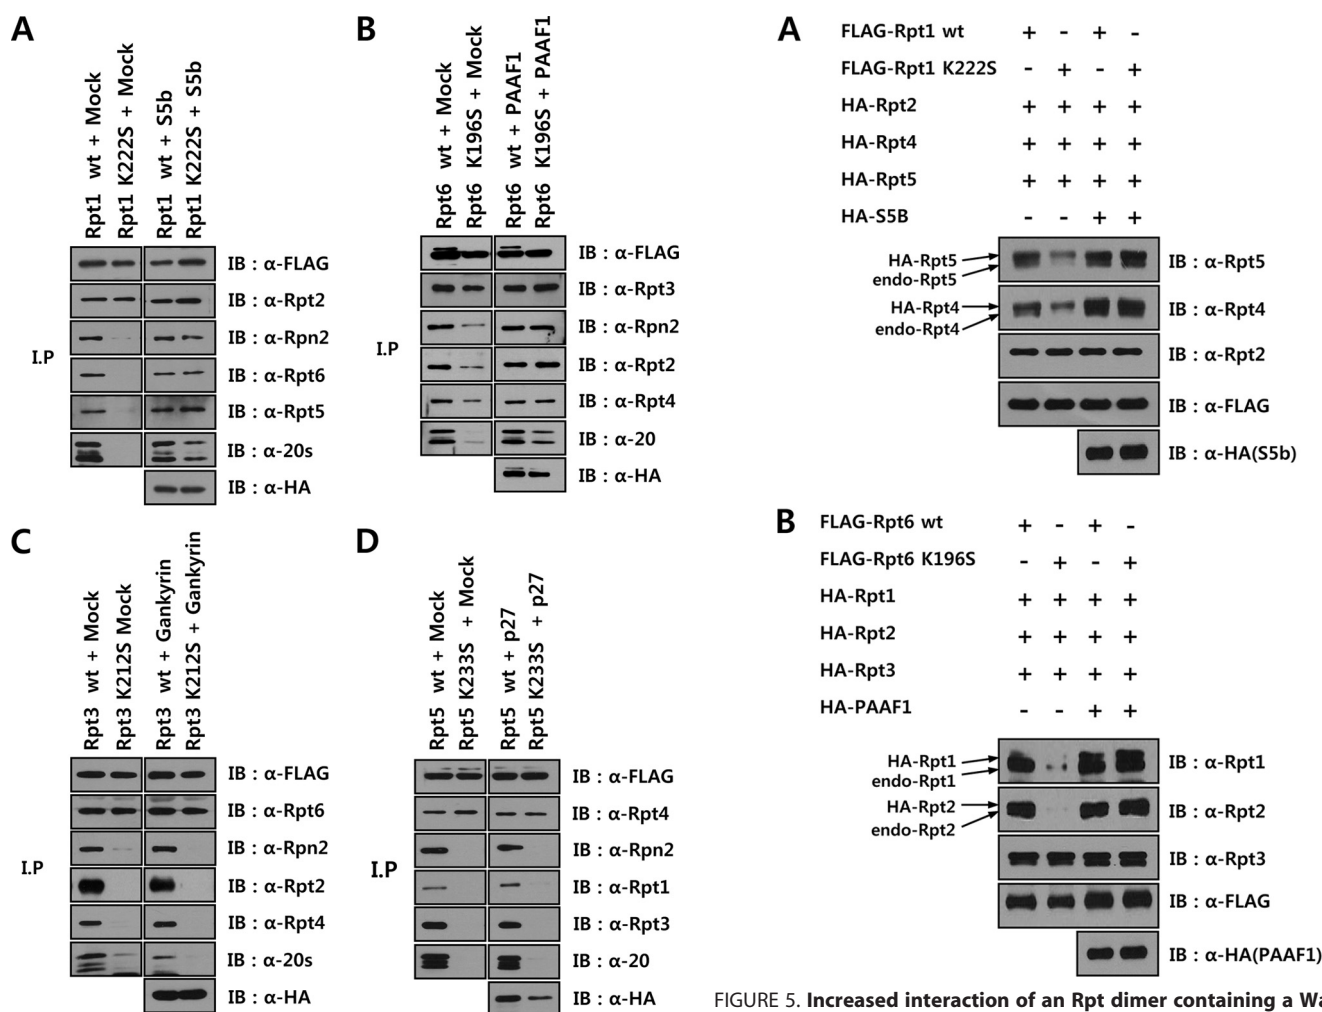 A
Rpt1 wt + Mock
Rpt1 K222S + Mock
Rpt1 wt + S5b
Rpt1 K222S + S5b
I.P
IB : α-FLAG
IB : α-Rpt2
IB : α-Rpn2
IB : α-Rpt6
IB : α-Rpt5
IB : α-20s
IB : α-HA
B
Rpt6 wt + Mock
Rpt6 K196S + Mock
Rpt6 wt + PAAF1
Rpt6 K196S + PAAF1
I.P
IB : α-FLAG
IB : α-Rpt3
IB : α-Rpn2
IB : α-Rpt2
IB : α-Rpt4
IB : α-20
IB : α-HA
C
Rpt3 wt + Mock
Rpt3 K212S Mock
Rpt3 wt + Gankyrin
Rpt3 K212S + Gankyrin
I.P
IB : α-FLAG
IB : α-Rpt6
IB : α-Rpn2
IB : α-Rpt2
IB : α-Rpt4
IB : α-20s
IB : α-HA
D
Rpt5 wt + Mock
Rpt5 K233S + Mock
Rpt5 wt + p27
Rpt5 K233S + p27
I.P
IB : α-FLAG
IB : α-Rpt4
IB : α-Rpn2
IB : α-Rpt1
IB : α-Rpt3
IB : α-20
IB : α-HA
A
FLAG-Rpt1 wt + - + -
FLAG-Rpt1 K222S - + - +
HA-Rpt2 + + + +
HA-Rpt4 + + + +
HA-Rpt5 + + + +
HA-S5B - - + +
HA-Rpt5
endo-Rpt5
IB : α-Rpt5
HA-Rpt4
endo-Rpt4
IB : α-Rpt4
IB : α-Rpt2
IB : α-FLAG
IB : α-HA(S5b)
B
FLAG-Rpt6 wt + - + -
FLAG-Rpt6 K196S - + - +
HA-Rpt1 + + + +
HA-Rpt2 + + + +
HA-Rpt3 + + + +
HA-PAAF1 - - + +
HA-Rpt1
endo-Rpt1
IB : α-Rpt1
HA-Rpt2
endo-Rpt2
IB : α-Rpt2
IB : α-Rpt3
IB : α-FLAG
IB : α-HA(PAAF1)
FIGURE 5. Increased interaction of an Rpt dimer containing a Wa